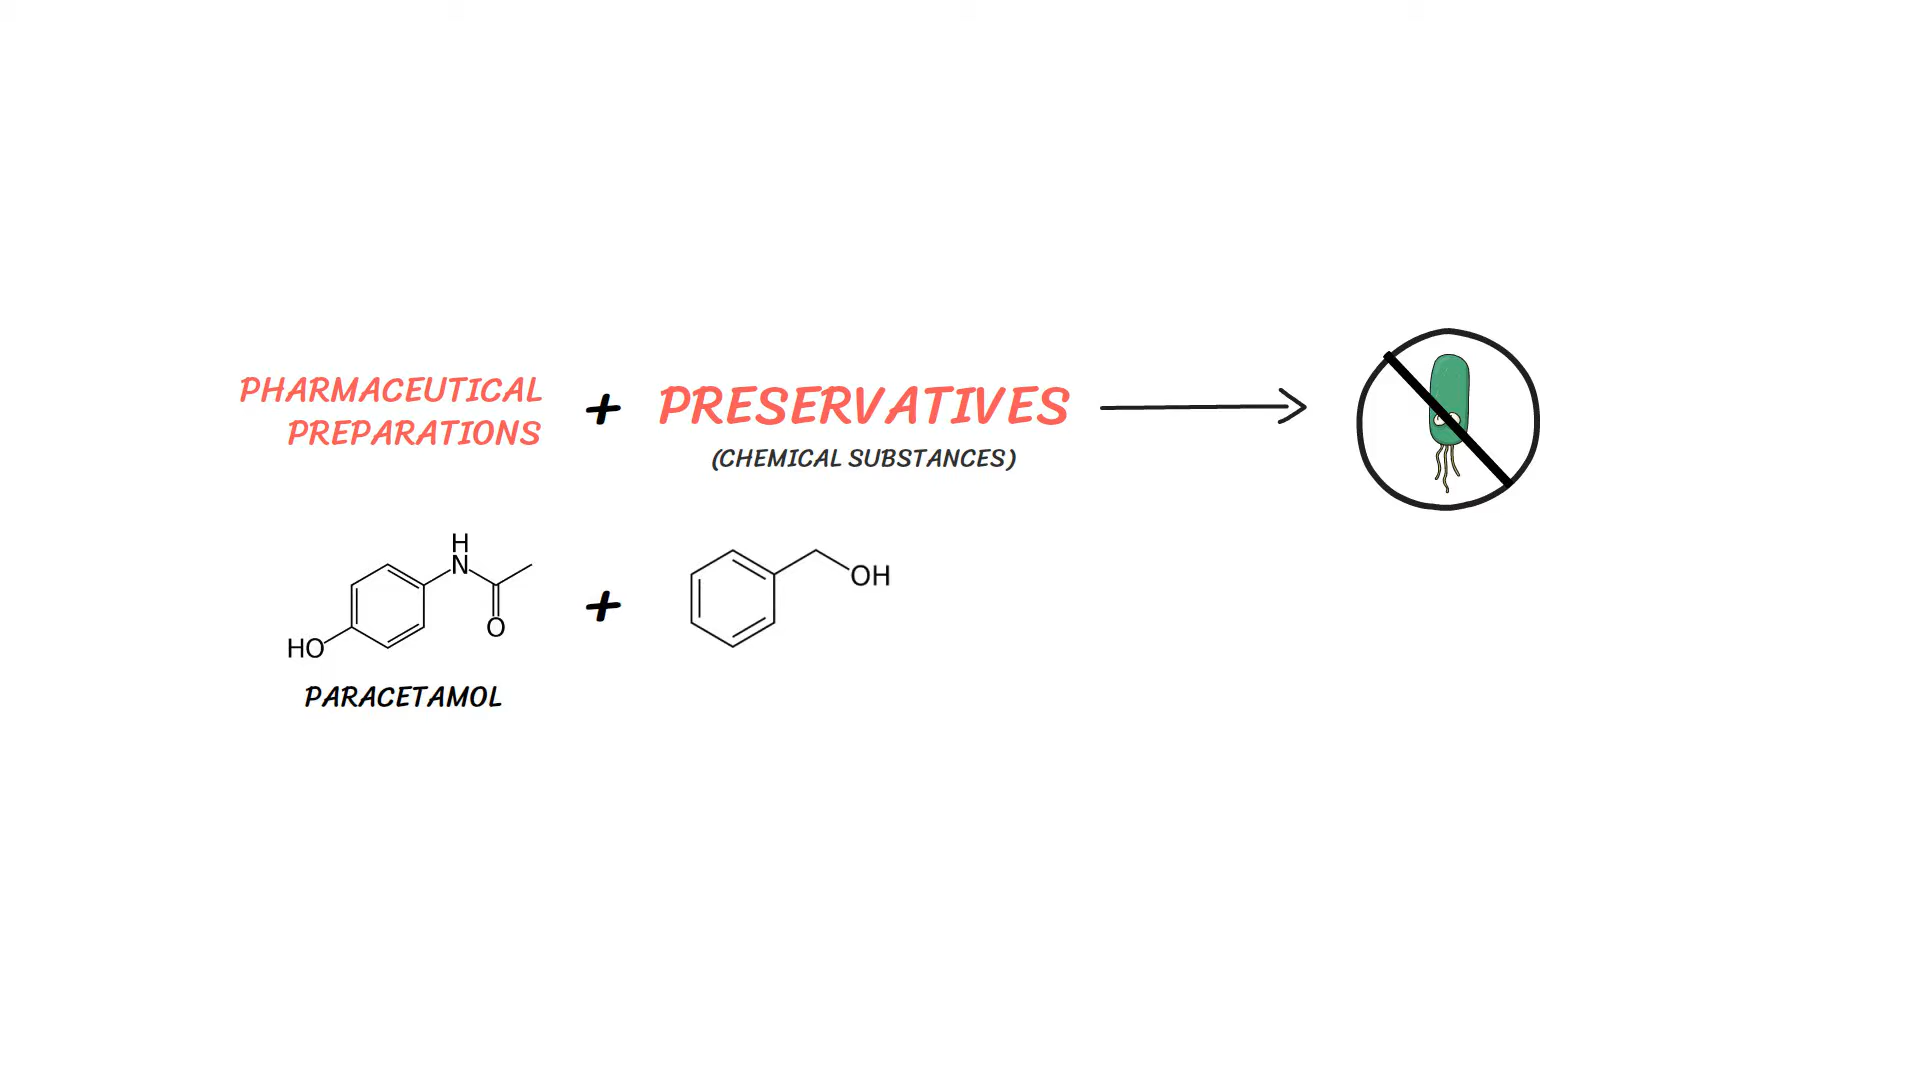 PHARMACEUTICAL
PREPARATIONS
+
PRESERVATIVES
(CHEMICAL SUBSTANCES)
H
N
O
HO
+
OH
PARACETAMOL